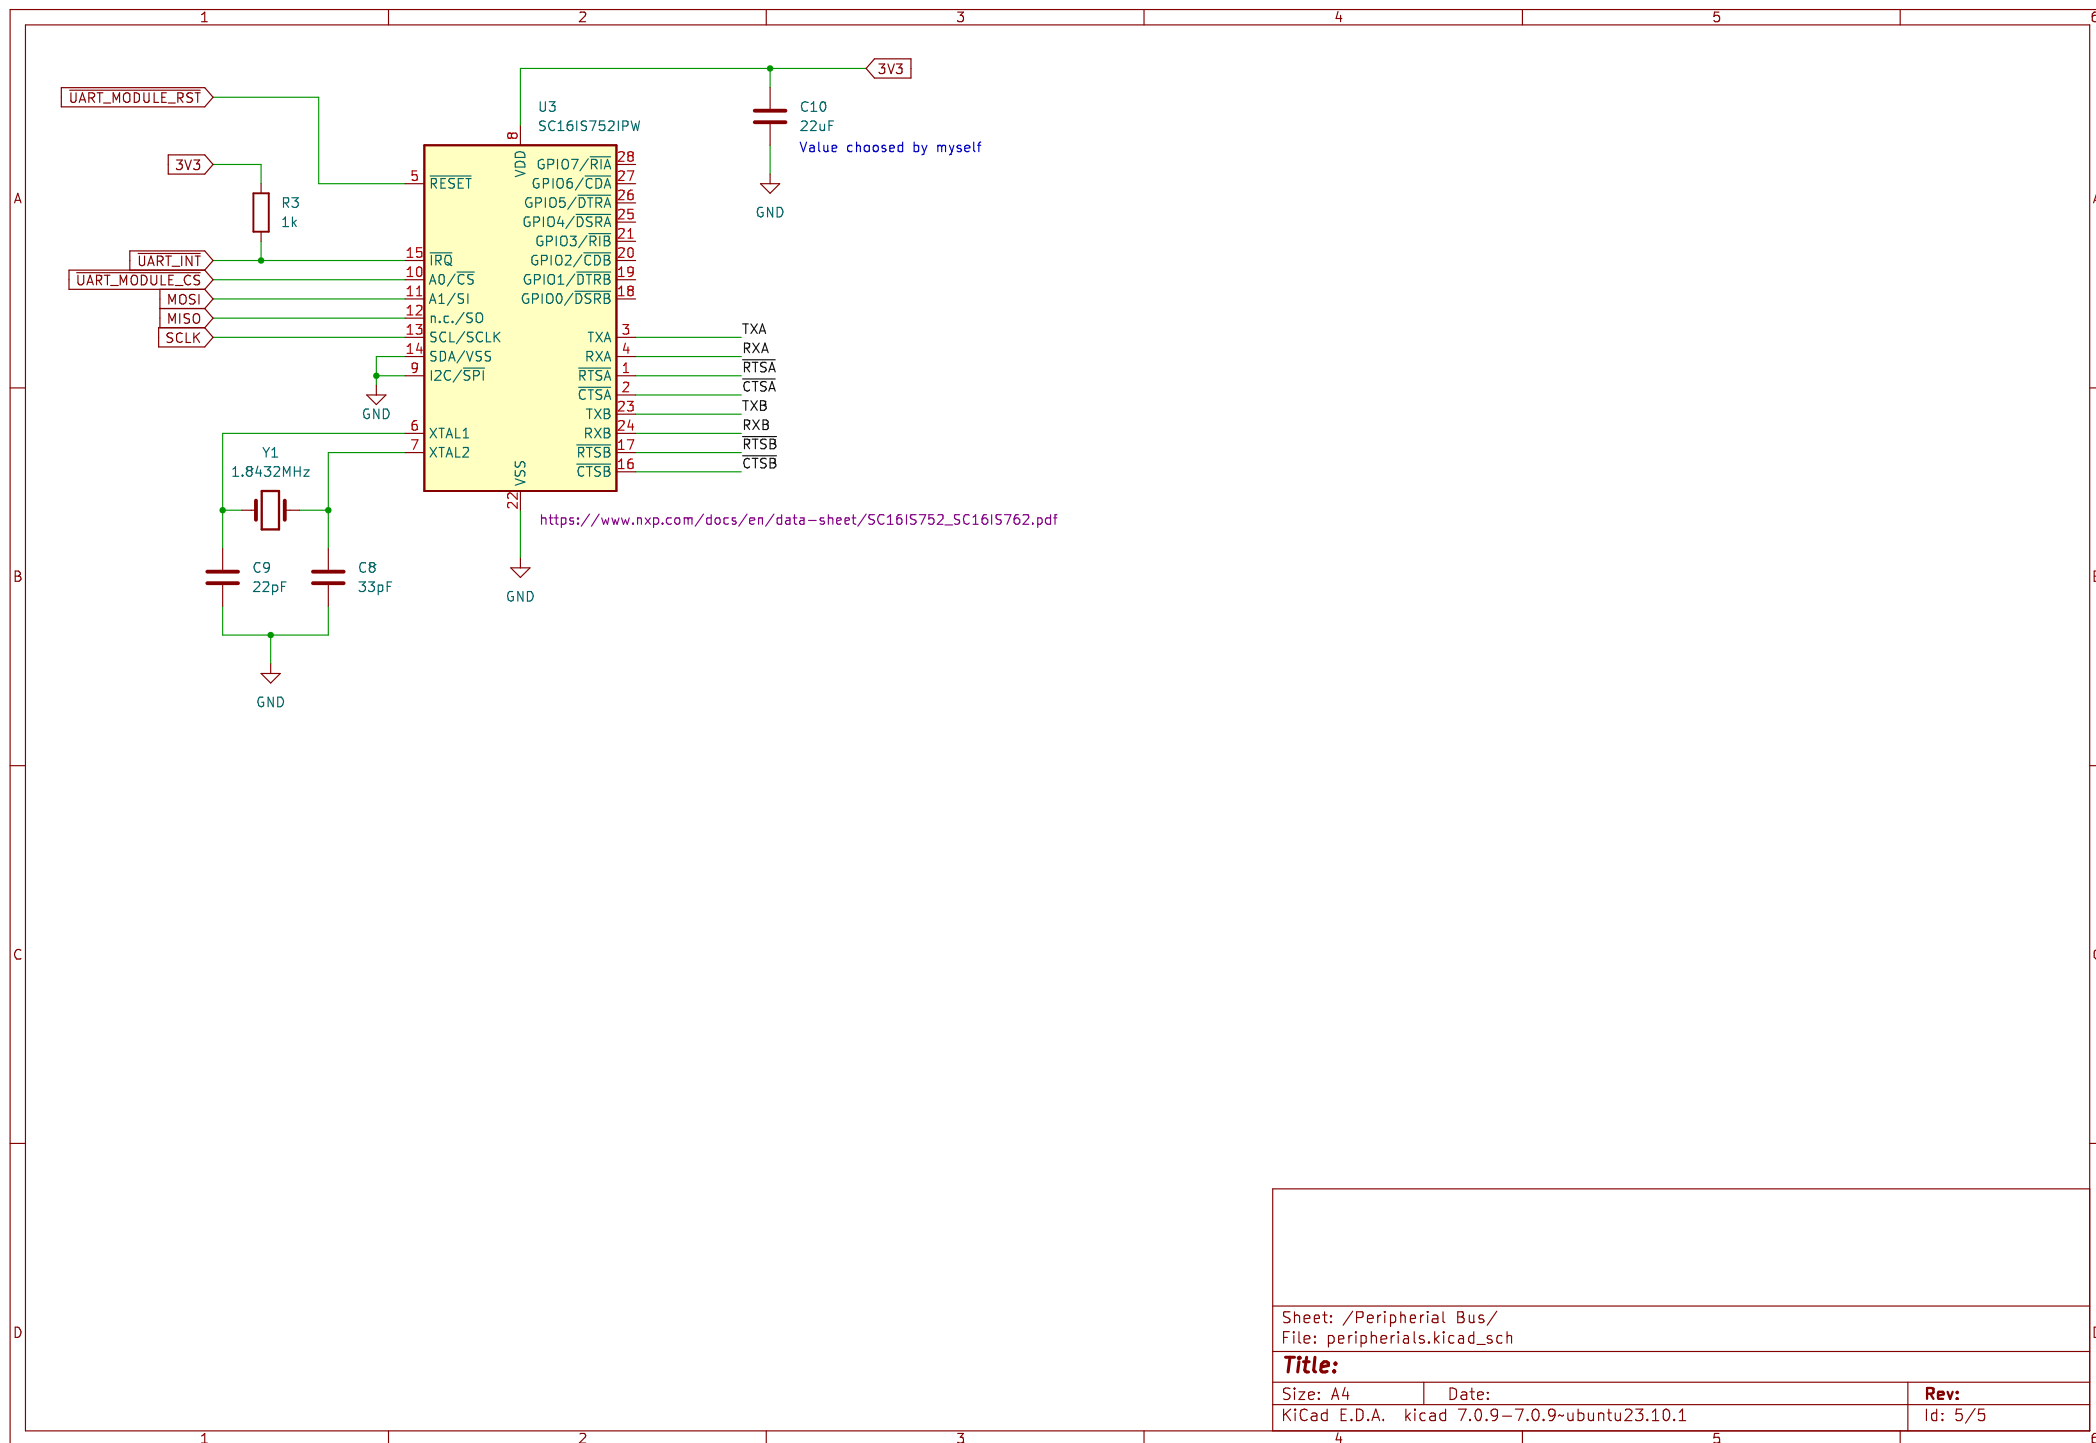 1 2 3 4 5 6
A
B
C
D
UART_MODULE_RST
3V3
R3
1k
UART_INT
UART_MODULE_CS
MOSI
MISO
SCLK
GND
Y1
1.8432MHz
C9
22pF
C8
33pF
GND
U3
SC16IS752IPW
8
VDD
5 RESET
15 IRQ
10 A0/CS
11 A1/SI
12 n.c./SO
13 SCL/SCLK
14 SDA/VSS
9 I2C/SPI
6 XTAL1
7 XTAL2
GPIO7/RIA 28
GPIO6/CDA 27
GPIO5/DTRA 26
GPIO4/DSRA 25
GPIO3/RIB 21
GPIO2/CDB 20
GPIO1/DTRB 19
GPIO0/DSRB 18
TXA 3 TXA
RXA 4 RXA
RTSA 1 RTSA
CTSA 2 CTSA
TXB 23 TXB
RXB 24 RXB
RTSB 17 RTSB
CTSB 16 CTSB
VSS
22
GND
https://www.nxp.com/docs/en/data-sheet/SC16IS752_SC16IS762.pdf
3V3
C10
22uF
Value choosed by myself
GND
Sheet: /Peripherial Bus/
File: peripherials.kicad_sch
Title:
Size: A4 Date: Rev:
KiCad E.D.A. kicad 7.0.9-7.0.9~ubuntu23.10.1 Id: 5/5
1 2 3 4 5 6